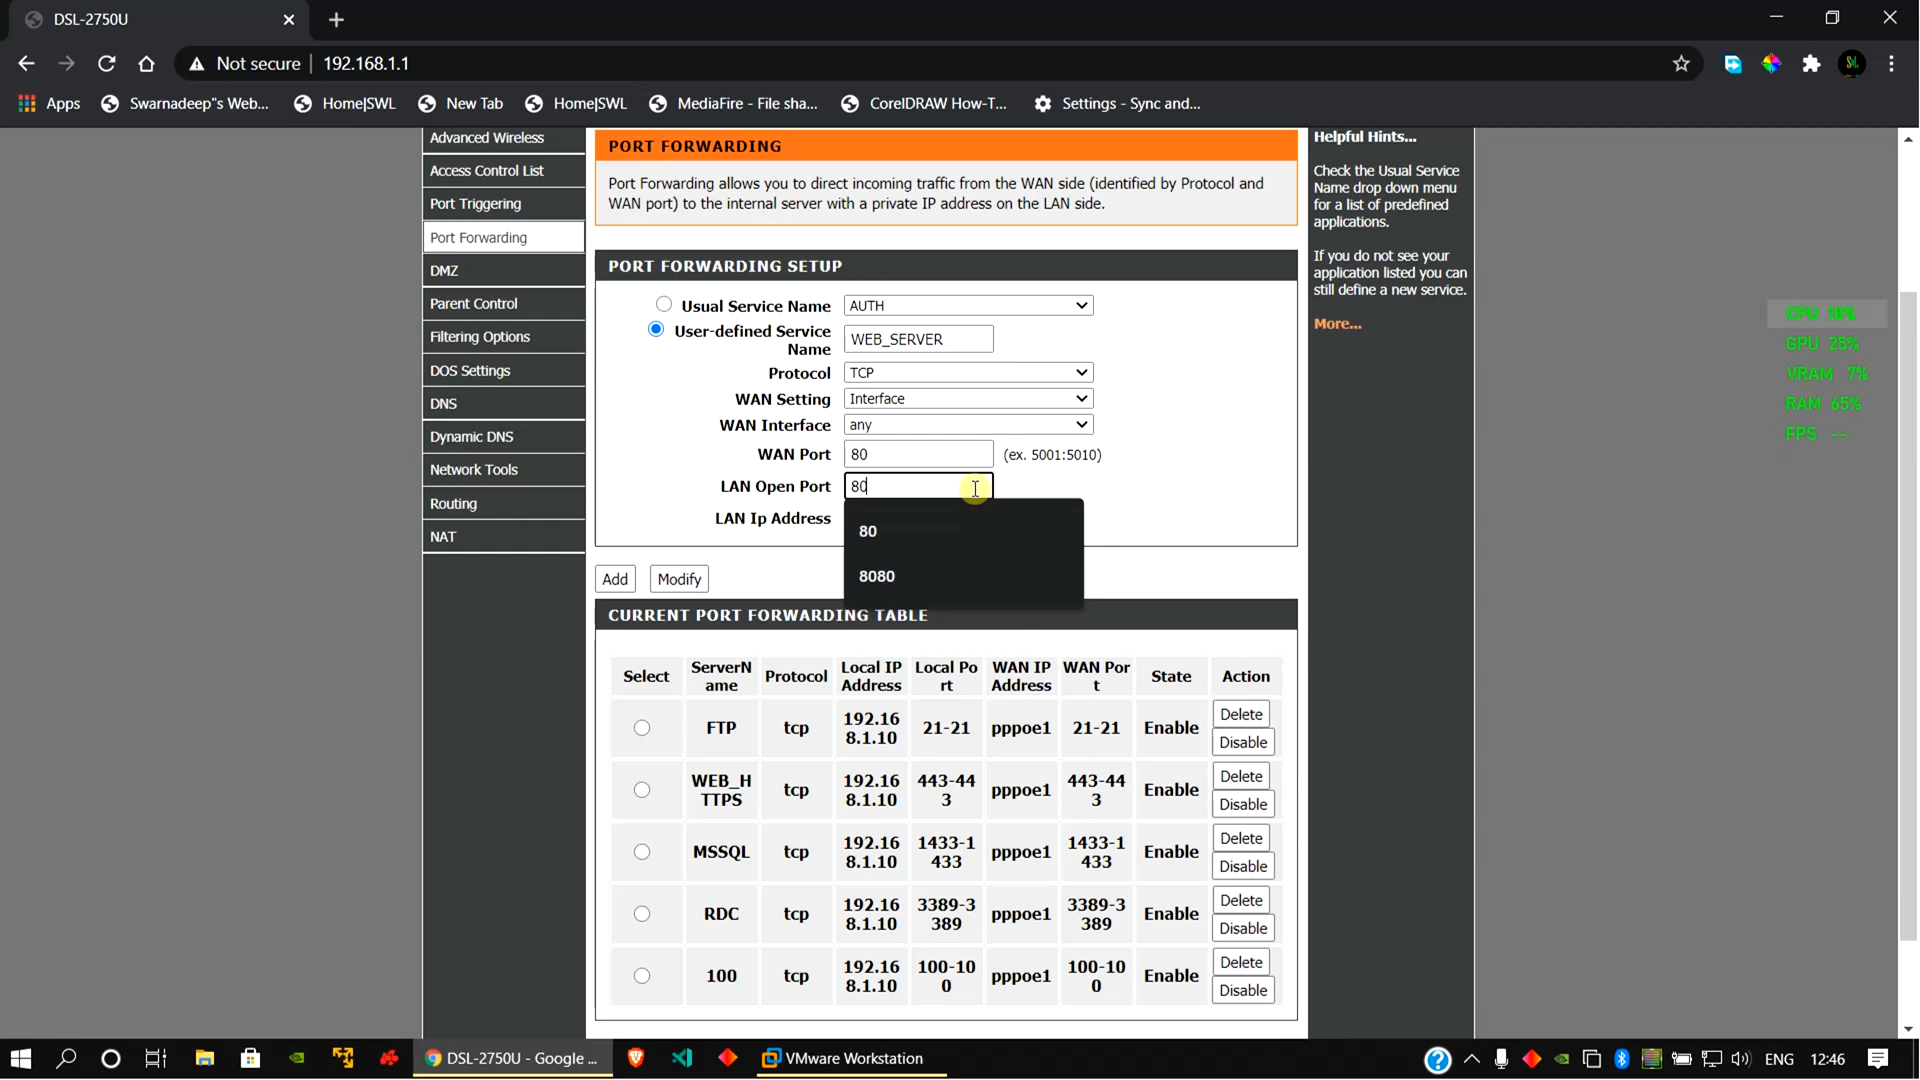 DSL-2750U
Not secure
192.168.1.1
Apps
Swarnadeep"s Web...
Home|SWL
New Tab
Home|SWL
MediaFire - File sha...
CorelDRAW How-T...
Settings - Sync and...
Advanced Wireless
Access Control List
Port Triggering
Port Forwarding
DMZ
Parent Control
Filtering Options
DOS Settings
DNS
Dynamic DNS
Network Tools
Routing
NAT
PORT FORWARDING
Port Forwarding allows you to direct incoming traffic from the WAN side (identified by Protocol and
WAN port) to the internal server with a private IP address on the LAN side.
PORT FORWARDING SETUP
Usual Service Name AUTH
User-defined Service
Name WEB_SERVER
Protocol TCP
WAN Setting Interface
WAN Interface any
WAN Port 80 (ex. 5001:5010)
LAN Open Port 80
LAN Ip Address
80
8080
Add Modify
CURRENT PORT FORWARDING TABLE
Select
ServerN
ame
Protocol
Local IP
Address
Local Po
rt
WAN IP
Address
WAN Por
t
State
Action
FTP
tcp
192.16
8.1.10
21-21
pppoe1
21-21
Enable
Delete
Disable
WEB_H
TTPS
tcp
192.16
8.1.10
443-44
3
pppoe1
443-44
3
Enable
Delete
Disable
MSSQL
tcp
192.16
8.1.10
1433-1
433
pppoe1
1433-1
433
Enable
Delete
Disable
RDC
tcp
192.16
8.1.10
3389-3
389
pppoe1
3389-3
389
Enable
Delete
Disable
100
tcp
192.16
8.1.10
100-10
0
pppoe1
100-10
0
Enable
Delete
Disable
Helpful Hints...
Check the Usual Service
Name drop down menu
for a list of predefined
applications.
If you do not see your
application listed you can
still define a new service.
More...
CPU 18%
GPU 25%
VRAM 7%
RAM 65%
FPS --
DSL-2750U - Google ...
VMware Workstation
ENG
12:46